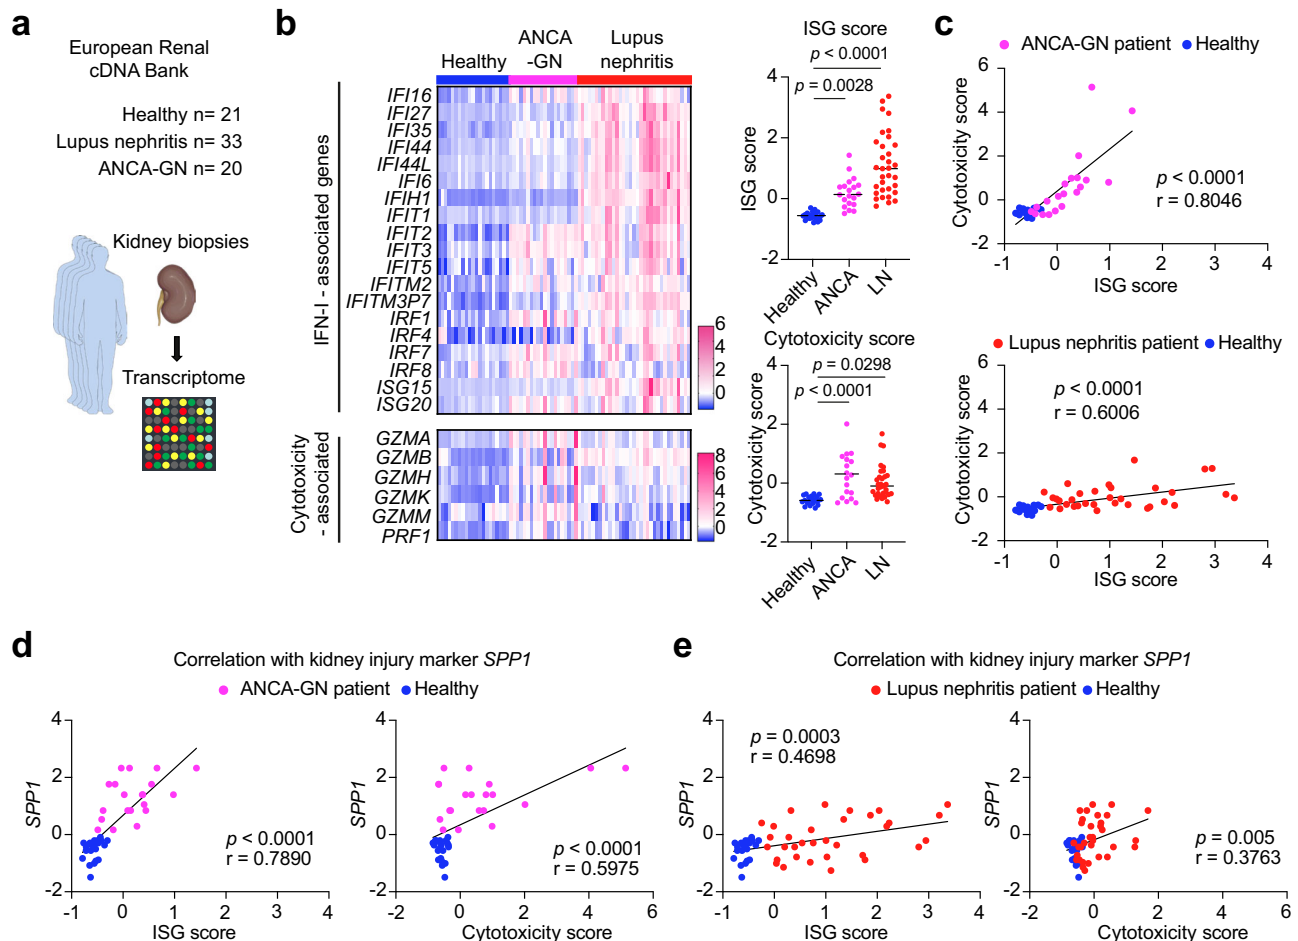 a
European Renal
cDNA Bank
Healthy n= 21
Lupus nephritis n= 33
ANCA-GN n= 20
Kidney biopsies
Transcriptome
b
Healthy
ANCA
-GN
Lupus
nephritis
IFN-I - associated genes
IFI16
IFI27
IFI35
IFI44
IFI44L
IFI6
IFIH1
IFIT1
IFIT2
IFIT3
IFIT5
IFITM2
IFITM3P7
IRF1
IRF4
IRF7
IRF8
ISG15
ISG20
6
4
2
0
Cytotoxicity
- associated
GZMA
GZMB
GZMH
GZMK
GZMM
PRF1
8
6
4
2
0
ISG score
p < 0.0001
p = 0.0028
ISG score
4
2
0
-2
Healthy
ANCA
LN
Cytotoxicity score
p = 0.0298
p < 0.0001
Cytotoxicity score
4
2
0
-2
Healthy
ANCA
LN
c
ANCA-GN patient
Healthy
Cytotoxicity score
6
4
2
0
-2
p < 0.0001
r = 0.8046
-1
0
1
2
3
4
ISG score
Lupus nephritis patient
Healthy
Cytotoxicity score
6
4
2
0
-2
p < 0.0001
r = 0.6006
-1
0
1
2
3
4
ISG score
d
Correlation with kidney injury marker SPP1
ANCA-GN patient
Healthy
SPP1
4
2
0
-2
p < 0.0001
r = 0.7890
-1
0
1
2
3
4
ISG score
SPP1
4
2
0
-2
p < 0.0001
r = 0.5975
-2
0
2
4
6
Cytotoxicity score
e
Correlation with kidney injury marker SPP1
Lupus nephritis patient
Healthy
SPP1
4
2
0
-2
p = 0.0003
r = 0.4698
-1
0
1
2
3
4
ISG score
SPP1
4
2
0
-2
p = 0.005
r = 0.3763
-2
0
2
4
6
Cytotoxicity score